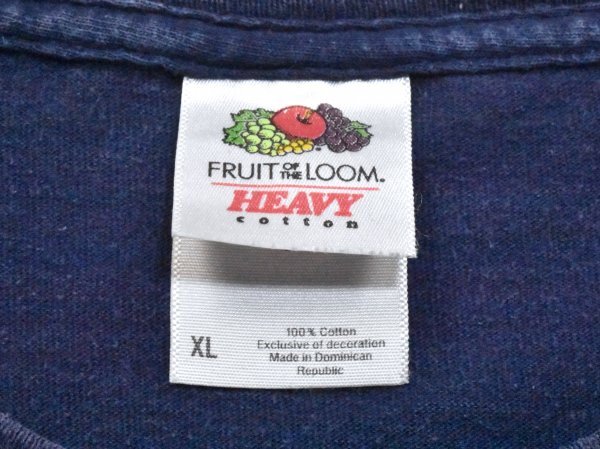 FRUIT OF THE LOOM®
HEAVY
cotton
XL
100% Cotton
Exclusive of decoration
Made in Dominican
Republic